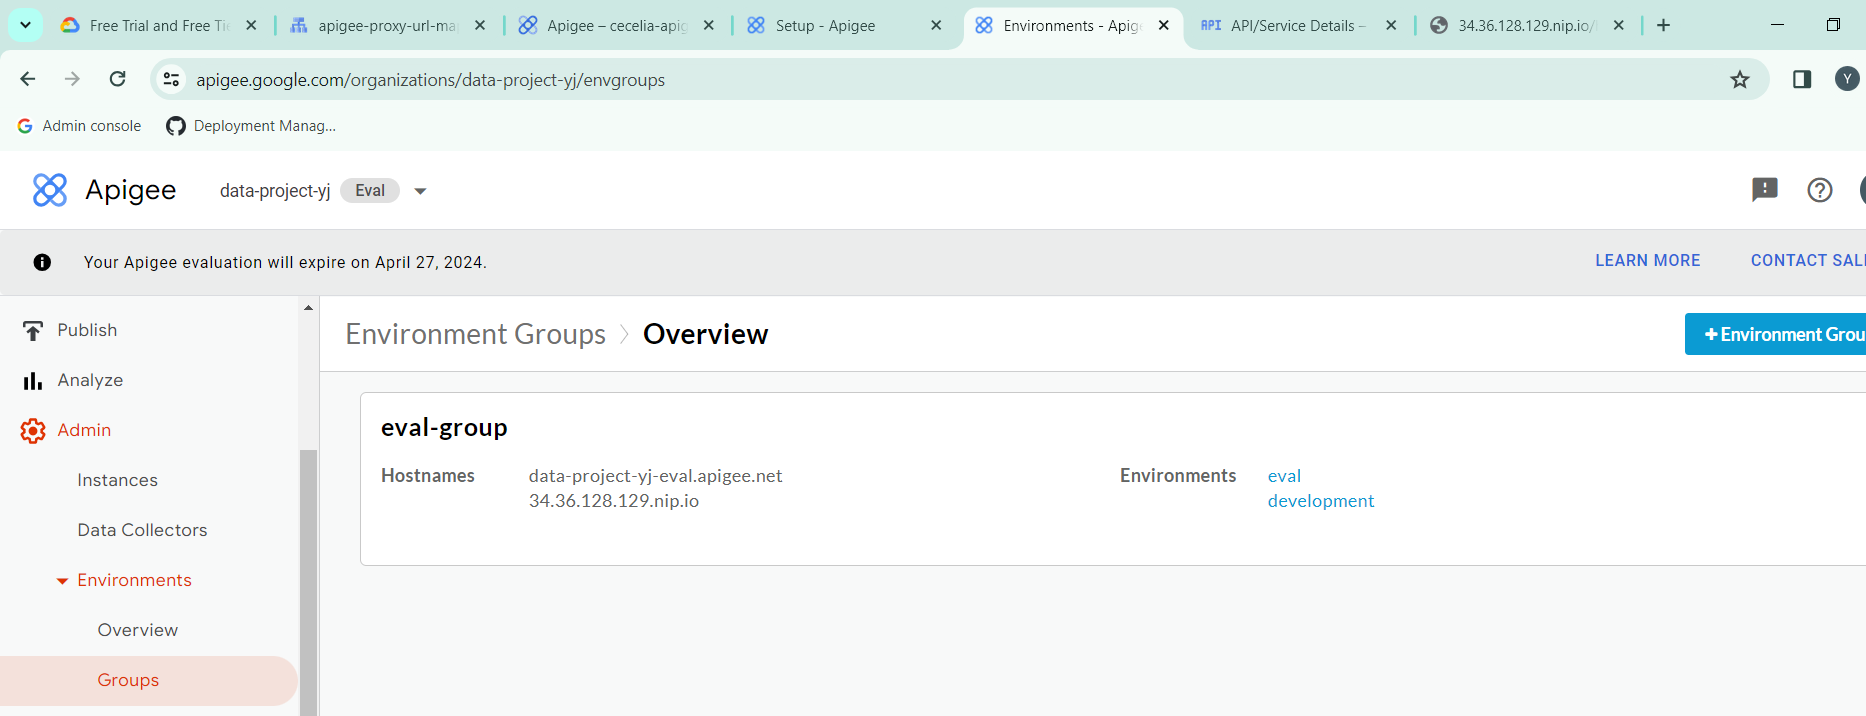 Free Trial and Free Tie
apigee-proxy-url-map
Apigee – cecelia-apig
Setup - Apigee
Environments - Apige
API API/Service Details –
34.36.128.129.nip.io/
apigee.google.com/organizations/data-project-yj/envgroups
Y
Admin console
Deployment Manag...
Apigee
data-project-yj
Eval
Your Apigee evaluation will expire on April 27, 2024.
LEARN MORE
CONTACT SAL
Publish
Analyze
Admin
Instances
Data Collectors
Environments
Overview
Groups
Environment Groups
Overview
+ Environment Grou
eval-group
Hostnames
data-project-yj-eval.apigee.net
34.36.128.129.nip.io
Environments
eval
development